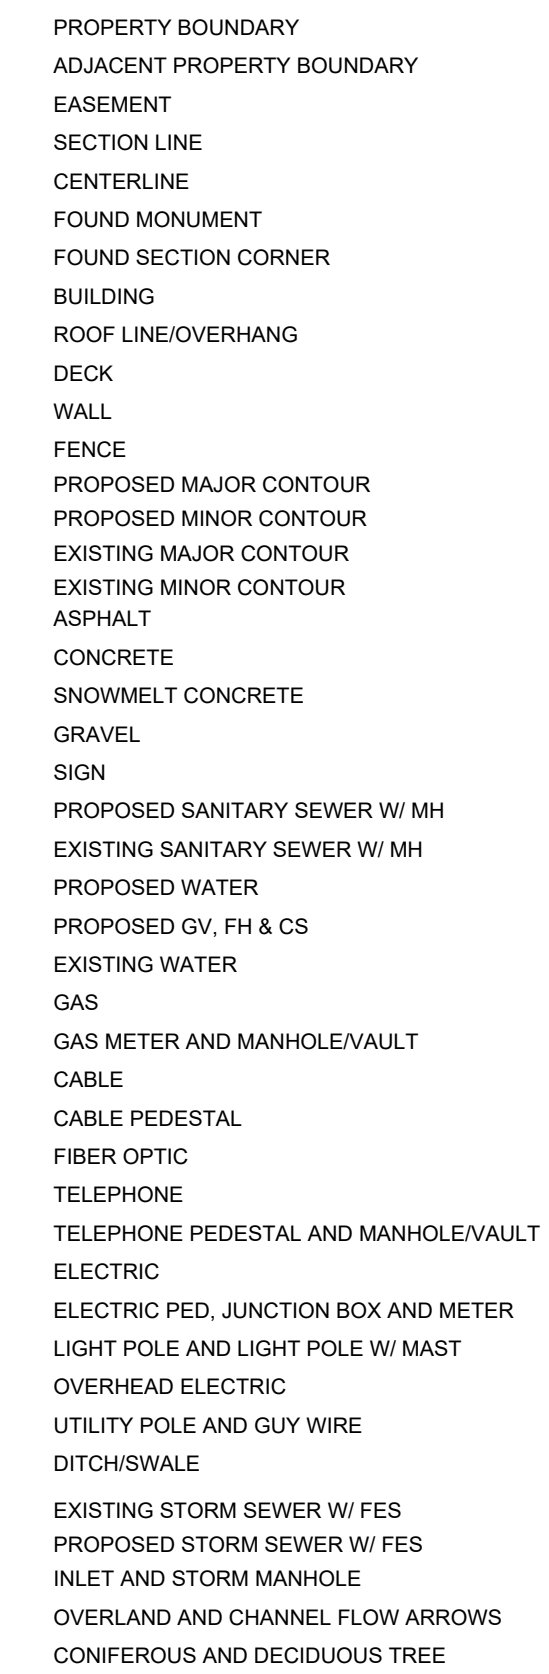 PROPERTY BOUNDARY
ADJACENT PROPERTY BOUNDARY
EASEMENT
SECTION LINE
CENTERLINE
FOUND MONUMENT
FOUND SECTION CORNER
BUILDING
ROOF LINE/OVERHANG
DECK
WALL
FENCE
PROPOSED MAJOR CONTOUR
PROPOSED MINOR CONTOUR
EXISTING MAJOR CONTOUR
EXISTING MINOR CONTOUR
ASPHALT
CONCRETE
SNOWMELT CONCRETE
GRAVEL
SIGN
PROPOSED SANITARY SEWER W/ MH
EXISTING SANITARY SEWER W/ MH
PROPOSED WATER
PROPOSED GV, FH & CS
EXISTING WATER
GAS
GAS METER AND MANHOLE/VAULT
CABLE
CABLE PEDESTAL
FIBER OPTIC
TELEPHONE
TELEPHONE PEDESTAL AND MANHOLE/VAULT
ELECTRIC
ELECTRIC PED, JUNCTION BOX AND METER
LIGHT POLE AND LIGHT POLE W/ MAST
OVERHEAD ELECTRIC
UTILITY POLE AND GUY WIRE
DITCH/SWALE
EXISTING STORM SEWER W/ FES
PROPOSED STORM SEWER W/ FES
INLET AND STORM MANHOLE
OVERLAND AND CHANNEL FLOW ARROWS
CONIFEROUS AND DECIDUOUS TREE